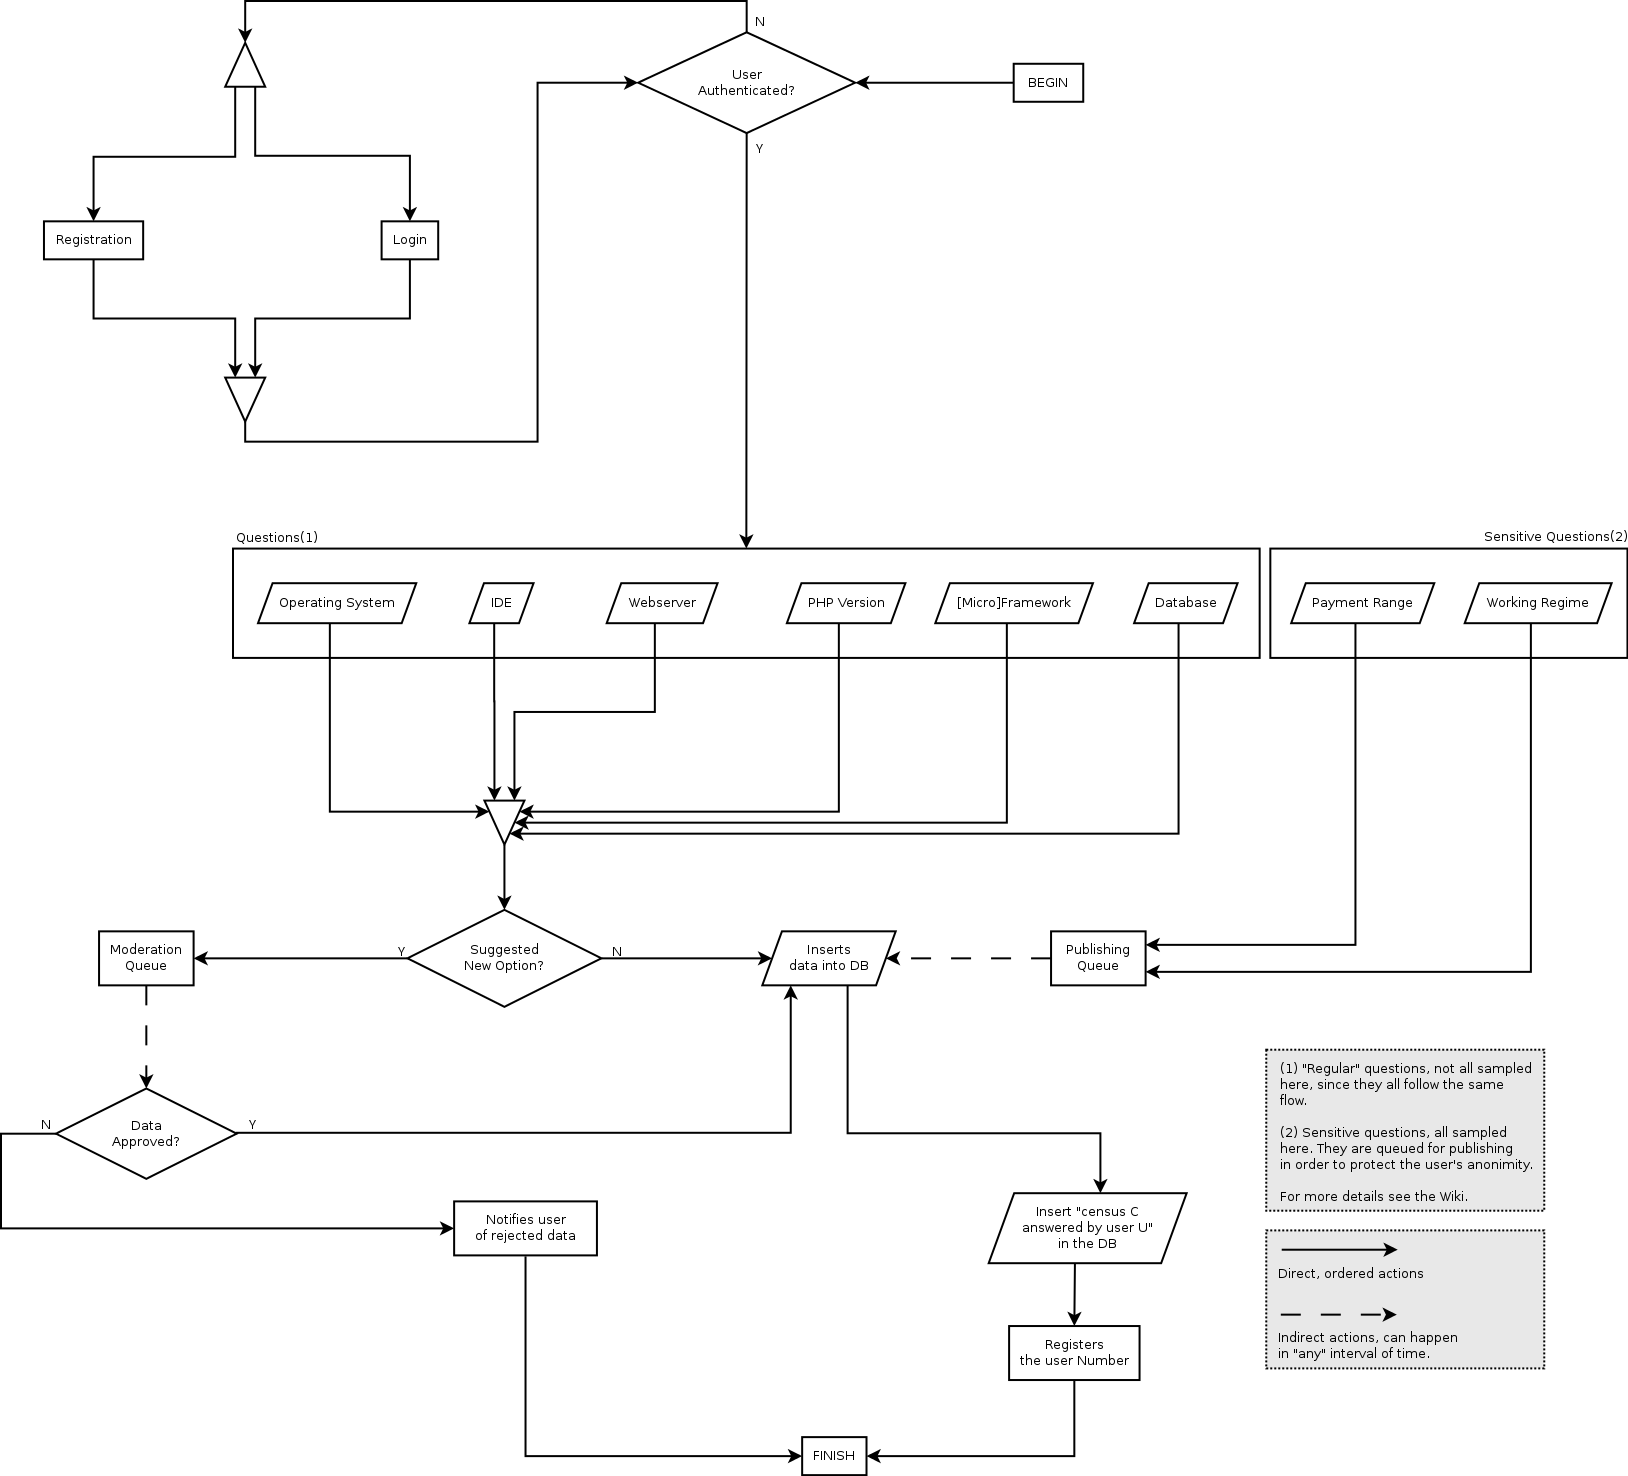 N
User
Authenticated?
BEGIN
Y
Registration
Login
Questions(1)
Sensitive Questions(2)
Operating System
IDE
Webserver
PHP Version
[Micro]Framework
Database
Payment Range
Working Regime
Moderation
Queue
Y
Suggested
New Option?
N
Inserts
data into DB
Publishing
Queue
N
Data
Approved?
Y
(1) "Regular" questions, not all sampled
here, since they all follow the same
flow.
(2) Sensitive questions, all sampled
here. They are queued for publishing
in order to protect the user's anonimity.
For more details see the Wiki.
Notifies user
of rejected data
Insert "census C
answered by user U"
in the DB
Direct, ordered actions
Indirect actions, can happen
in "any" interval of time.
Registers
the user Number
FINISH